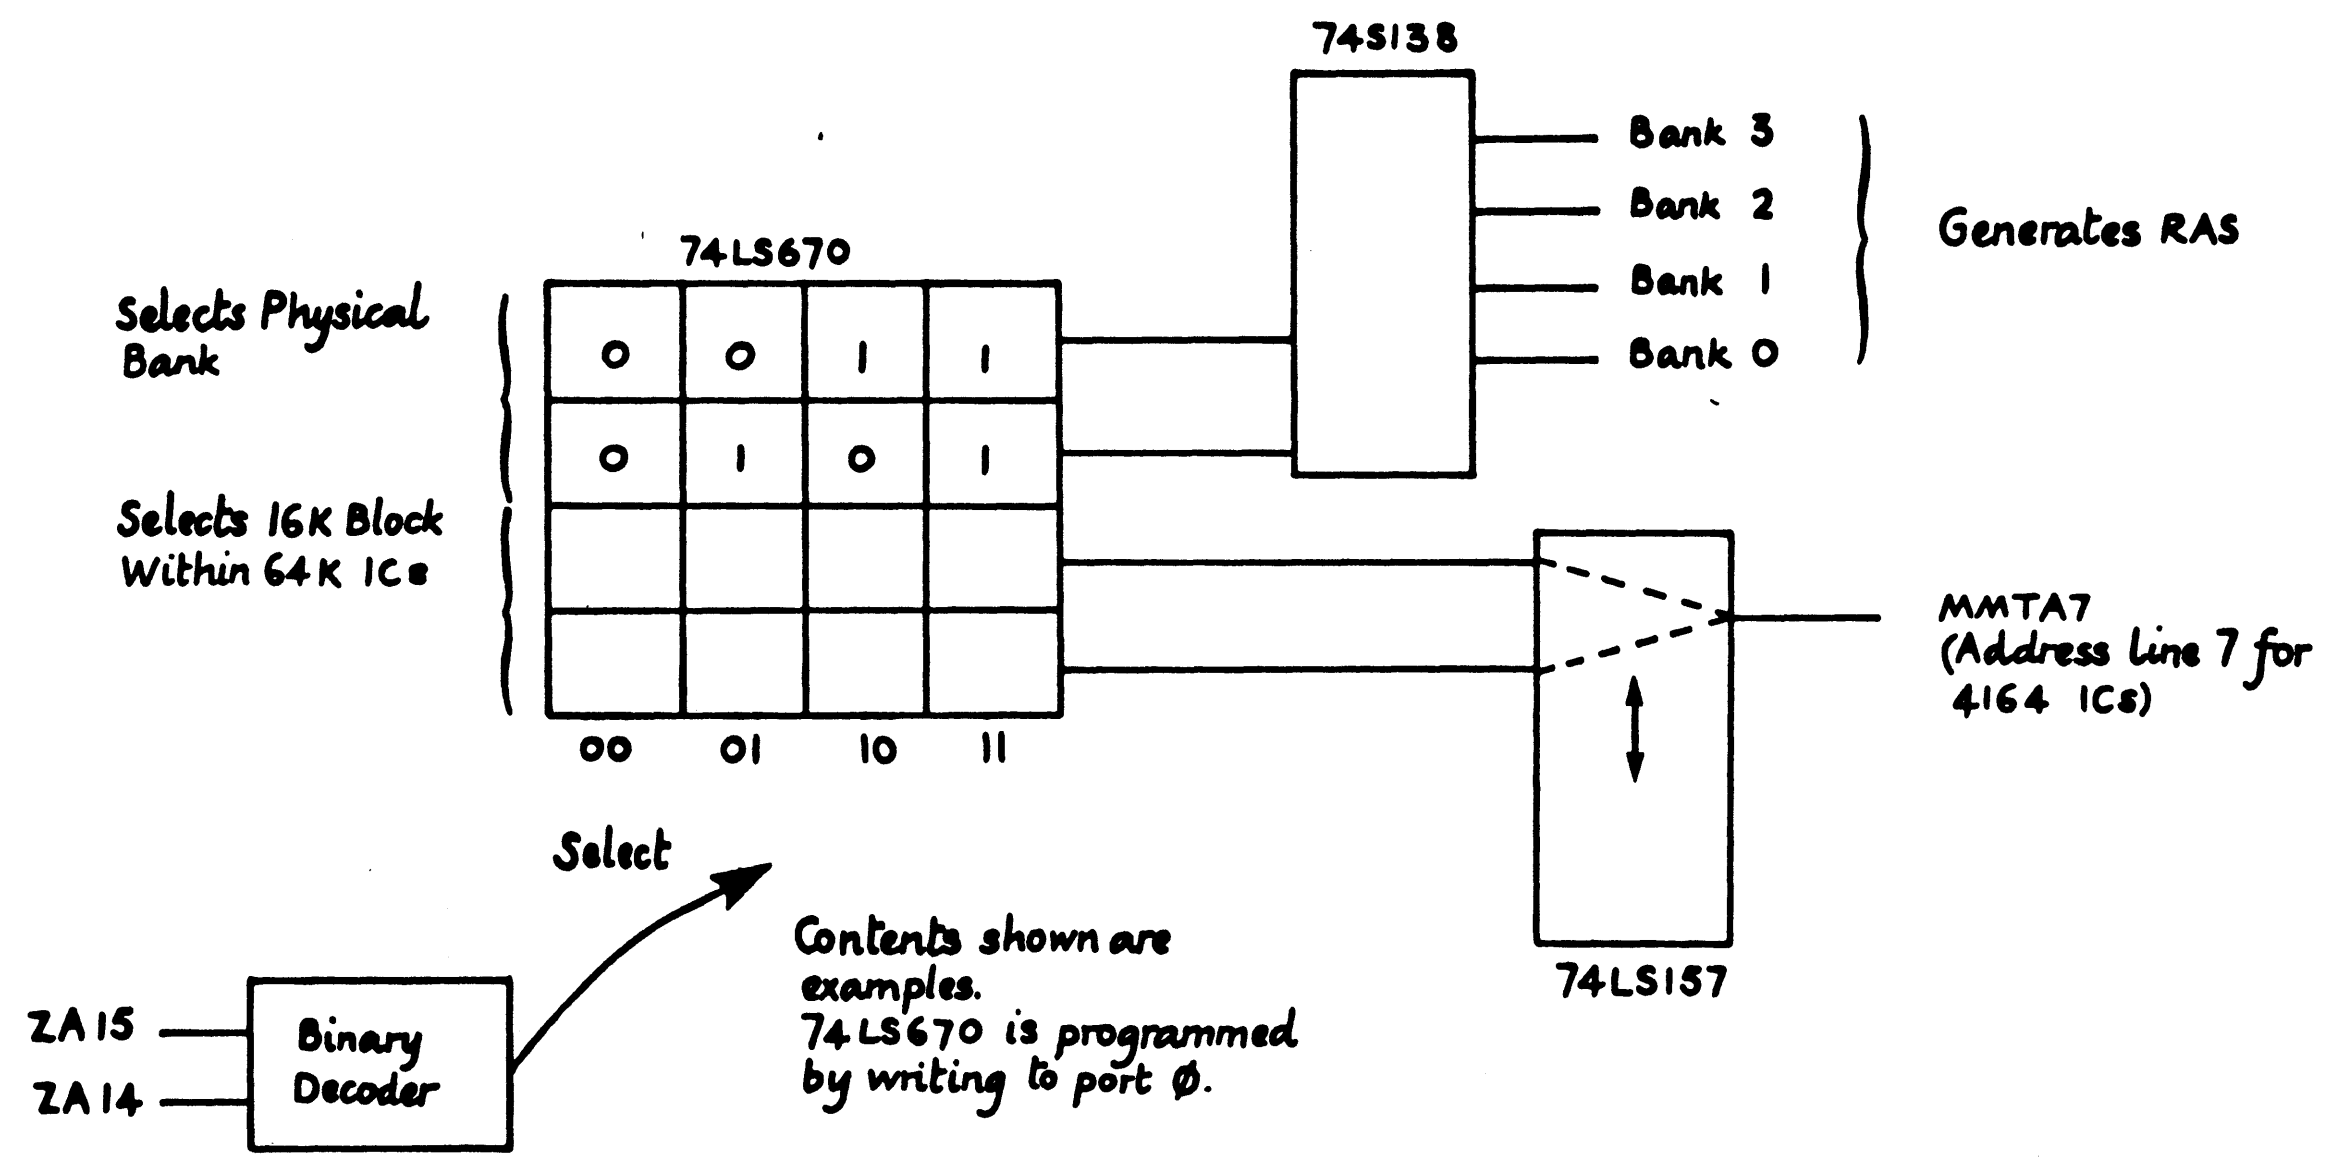 74S138
Bank 3
Bank 2
Bank 1
Bank 0
Generates RAS
74LS670
Selects Physical
Bank
0 0 1 1
0 1 0 1
Selects 16K Block
Within 64K ICs
00 01 10 11
MMTA7
(Address line 7 for
4164 ICs)
74LS157
Select
Contents shown are
examples.
74LS670 is programmed
by writing to port Ø.
ZA15
ZA14
Binary
Decoder